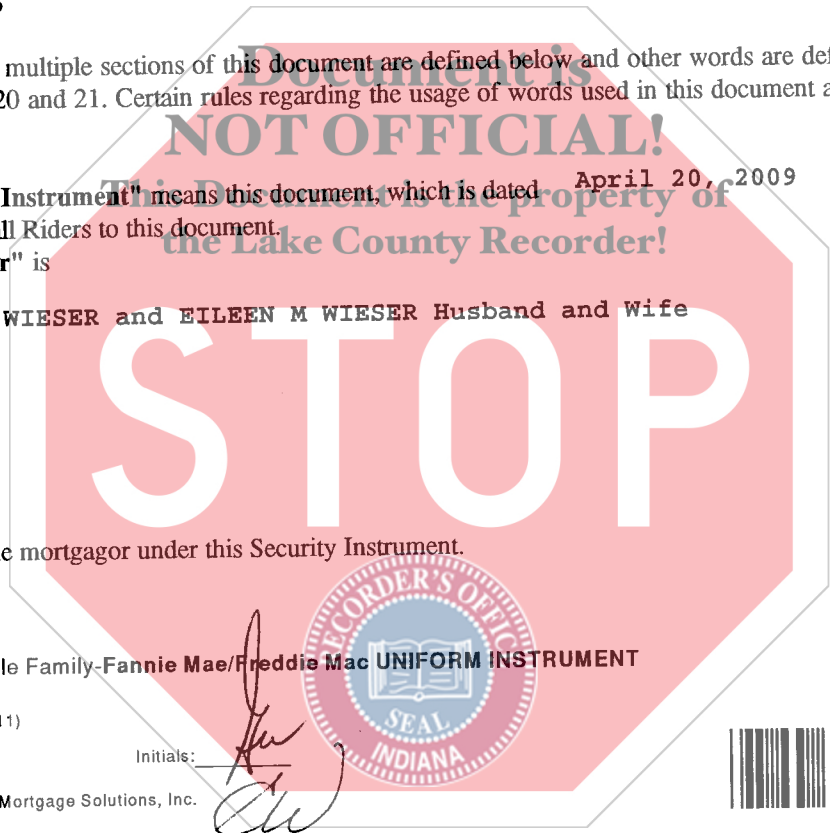 multiple sections of this document are defined below and other words are def
20 and 21. Certain rules regarding the usage of words used in this document a
Document is
NOT OFFICIAL!
This Document is the property of
the Lake County Recorder!
Instrument" means this document, which is dated April 20, 2009
all Riders to this document.
r" is
WIESER and EILEEN M WIESER Husband and Wife
STOP
e mortgagor under this Security Instrument.
RECORDER'S OFFICE
SEAL
INDIANA
le Family-Fannie Mae/Freddie Mac UNIFORM INSTRUMENT
Initials:
Mortgage Solutions, Inc.